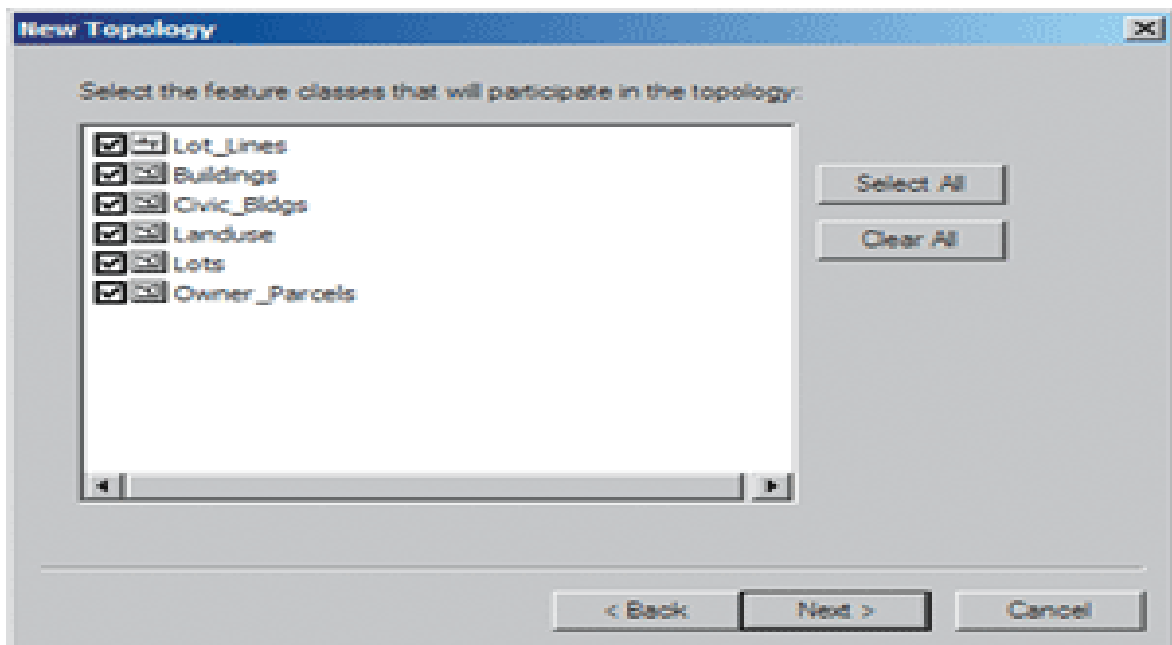 New Topology
Select the feature classes that will participate in the topology:
Lot_Lines
Buildings
Civic_Bldgs
Landuse
Lots
Owner_Parcels
Select All
Clear All
< Back
Next >
Cancel